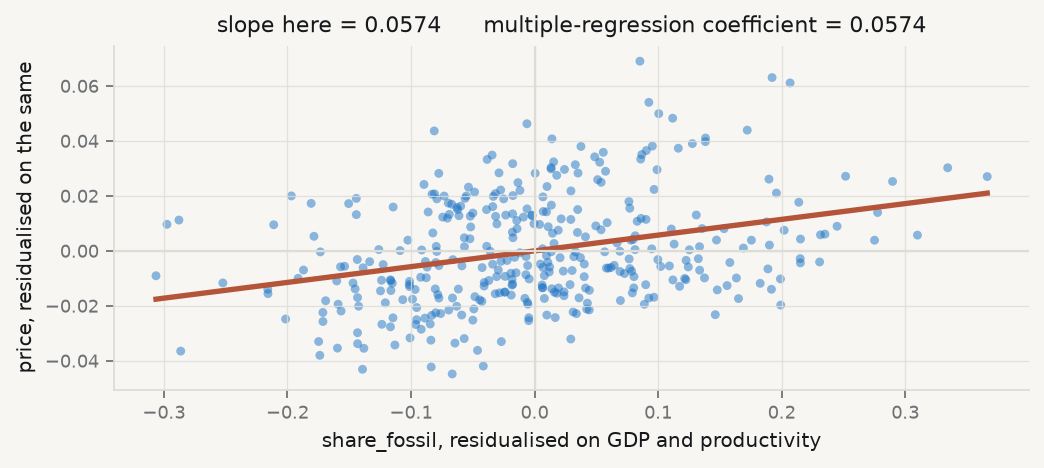 slope here = 0.0574 multiple-regression coefficient = 0.0574
price, residualised on the same
0.06
0.04
0.02
0.00
−0.02
−0.04
−0.3 −0.2 −0.1 0.0 0.1 0.2 0.3
share_fossil, residualised on GDP and productivity